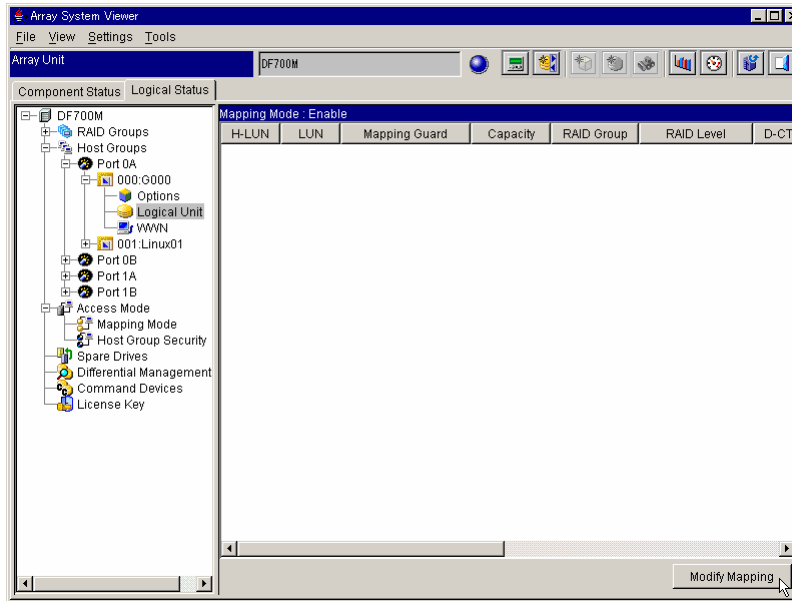 Array System Viewer
File View Settings Tools
Array Unit
DF700M
Component Status Logical Status
DF700M
RAID Groups
Host Groups
Port 0A
000:G000
Options
Logical Unit
WWN
001:Linux01
Port 0B
Port 1A
Port 1B
Access Mode
Mapping Mode
Host Group Security
Spare Drives
Differential Management
Command Devices
License Key
Mapping Mode : Enable
H-LUN LUN Mapping Guard Capacity RAID Group RAID Level D-CT
Modify Mapping